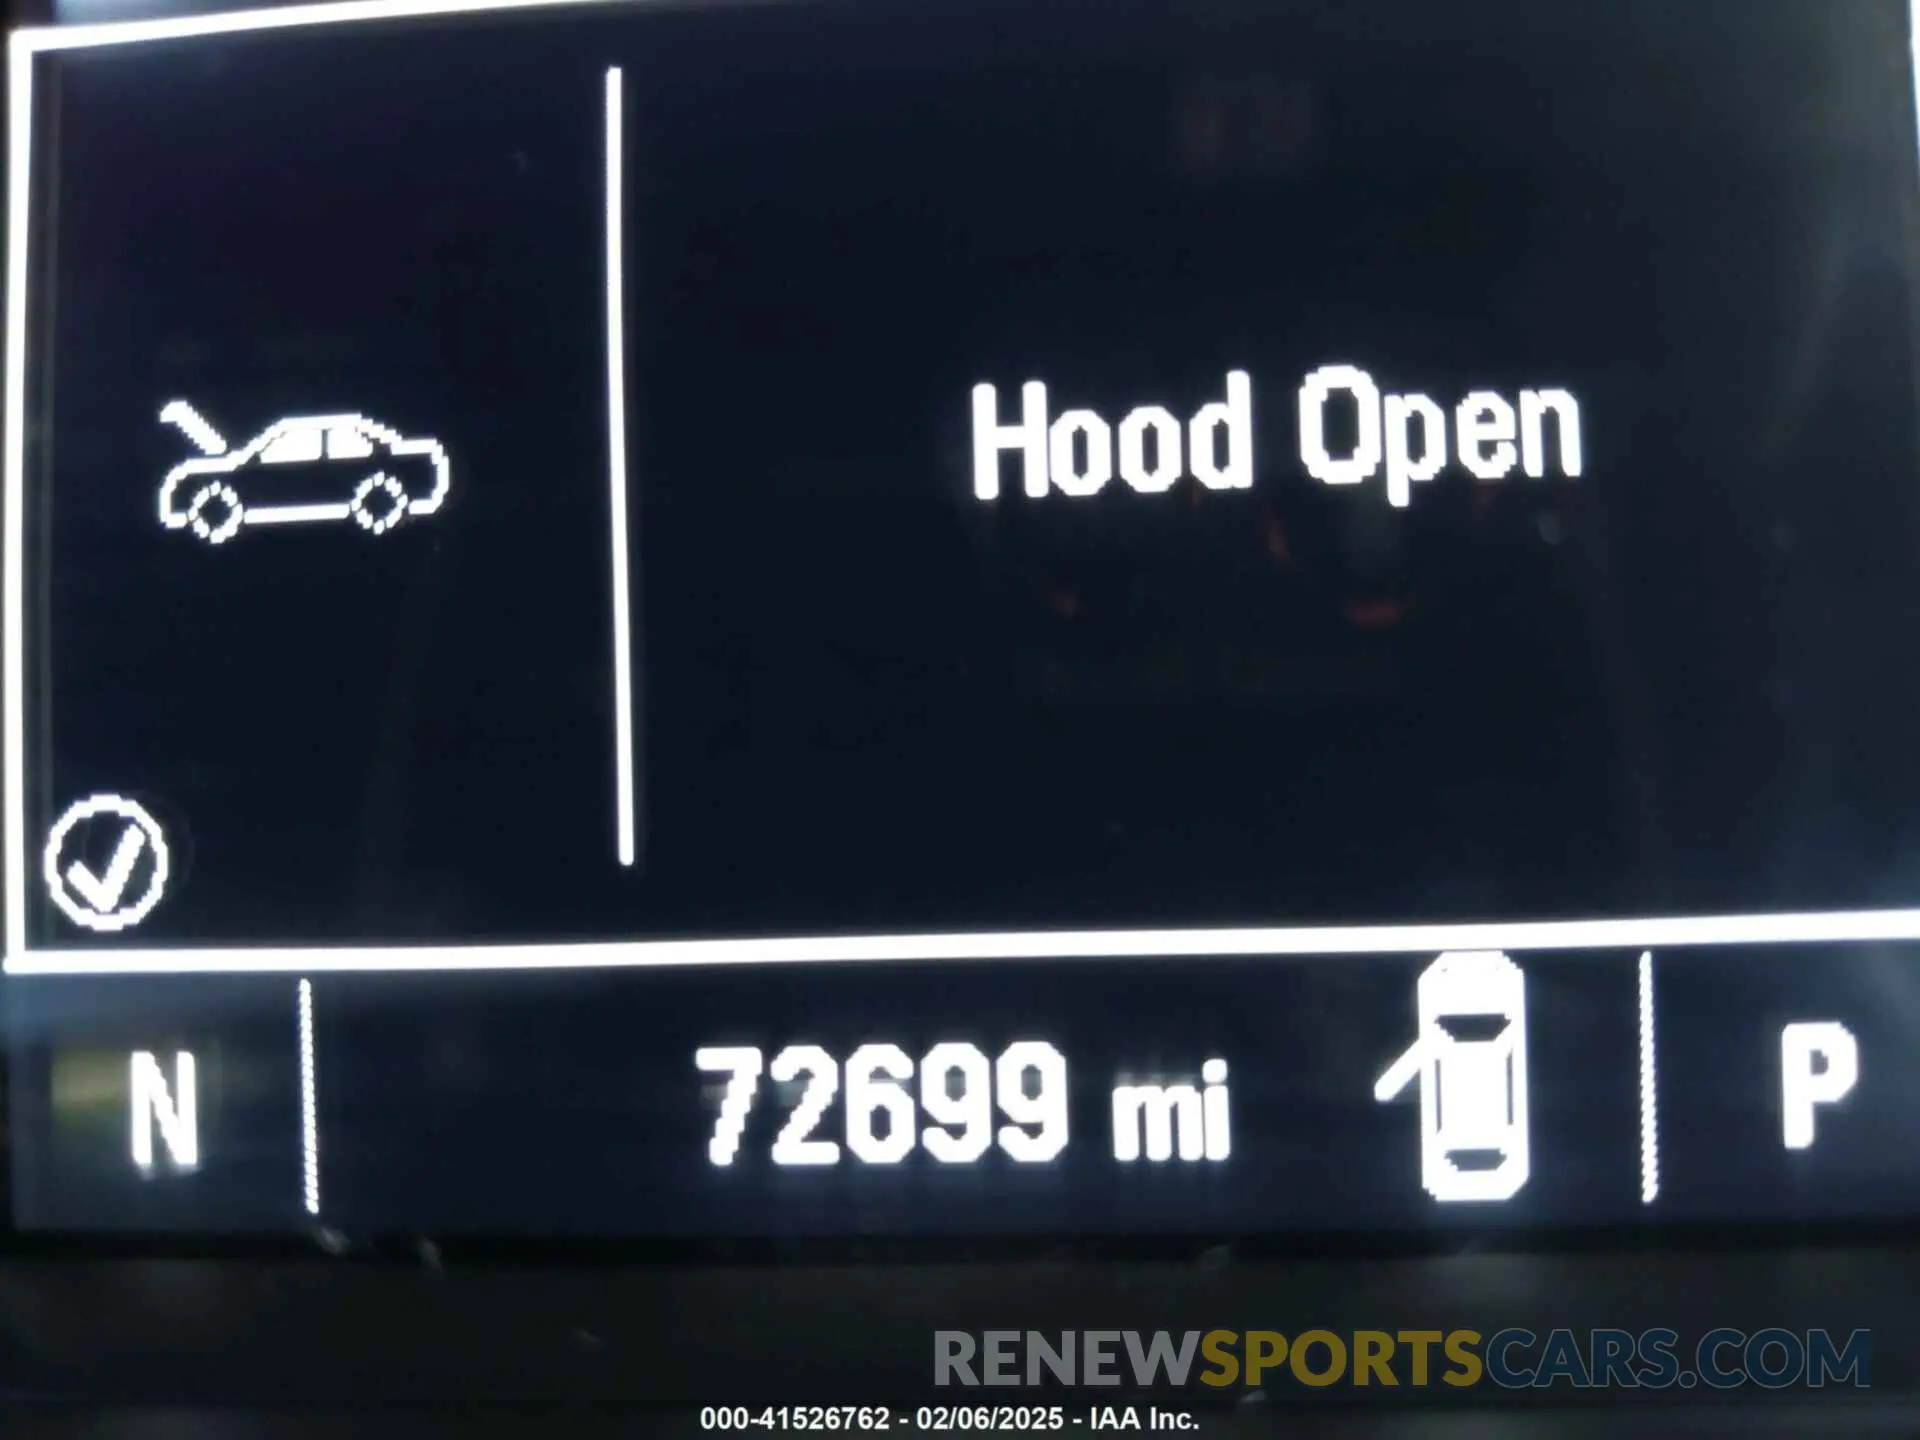 Hood Open
N 72699 mi P
RENEWSPORTSCARS.COM
000-41526762 - 02/06/2025 - IAA Inc.